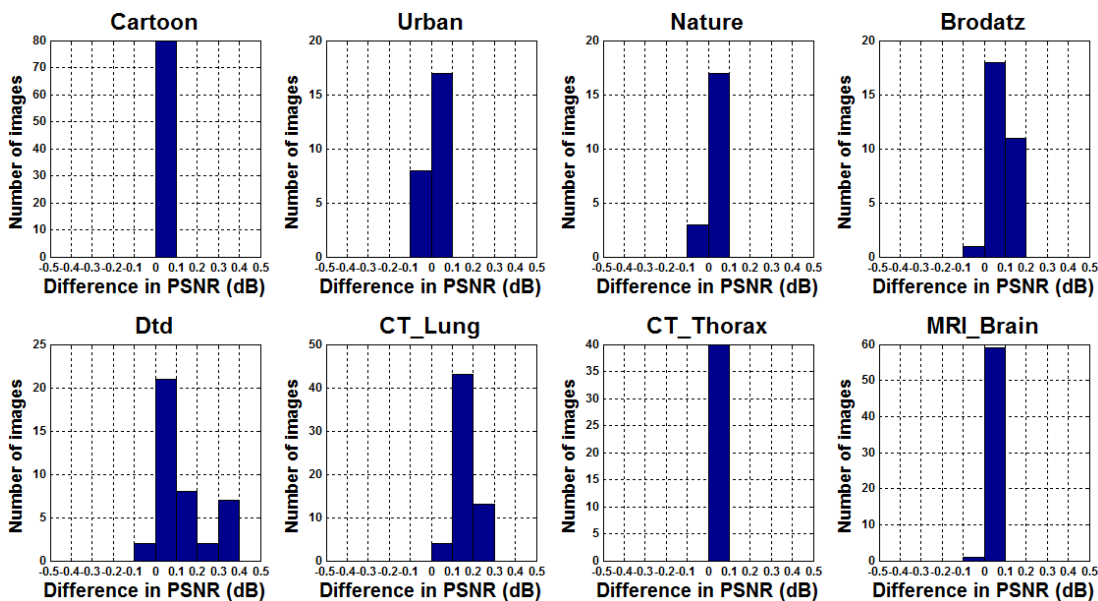 Cartoon
Number of images
80
70
60
50
40
30
20
10
0
-0.5-0.4-0.3-0.2-0.1 0 0.1 0.2 0.3 0.4 0.5
Difference in PSNR (dB)
Urban
Number of images
20
15
10
5
0
-0.5-0.4-0.3-0.2-0.1 0 0.1 0.2 0.3 0.4 0.5
Difference in PSNR (dB)
Nature
Number of images
20
15
10
5
0
-0.5-0.4-0.3-0.2-0.1 0 0.1 0.2 0.3 0.4 0.5
Difference in PSNR (dB)
Brodatz
Number of images
20
15
10
5
0
-0.5-0.4-0.3-0.2-0.1 0 0.1 0.2 0.3 0.4 0.5
Difference in PSNR (dB)
Dtd
Number of images
25
20
15
10
5
0
-0.5-0.4-0.3-0.2-0.1 0 0.1 0.2 0.3 0.4 0.5
Difference in PSNR (dB)
CT_Lung
Number of images
50
40
30
20
10
0
-0.5-0.4-0.3-0.2-0.1 0 0.1 0.2 0.3 0.4 0.5
Difference in PSNR (dB)
CT_Thorax
Number of images
40
35
30
25
20
15
10
5
0
-0.5-0.4-0.3-0.2-0.1 0 0.1 0.2 0.3 0.4 0.5
Difference in PSNR (dB)
MRI_Brain
Number of images
60
50
40
30
20
10
0
-0.5-0.4-0.3-0.2-0.1 0 0.1 0.2 0.3 0.4 0.5
Difference in PSNR (dB)